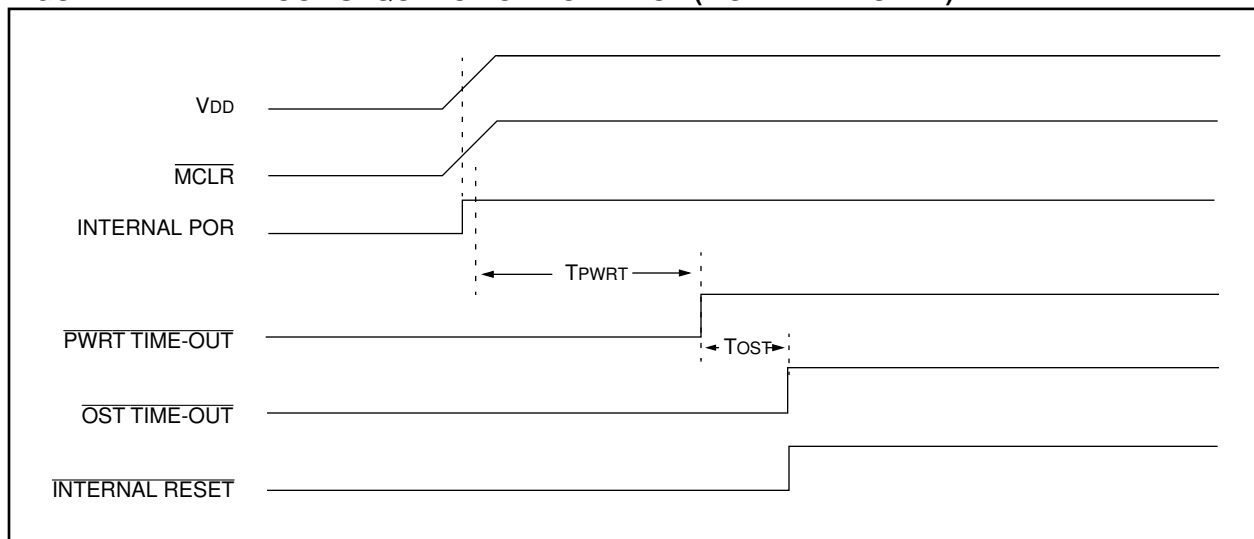 VDD
MCLR
INTERNAL POR
TPWRT
PWRT TIME-OUT
TOST
OST TIME-OUT
INTERNAL RESET